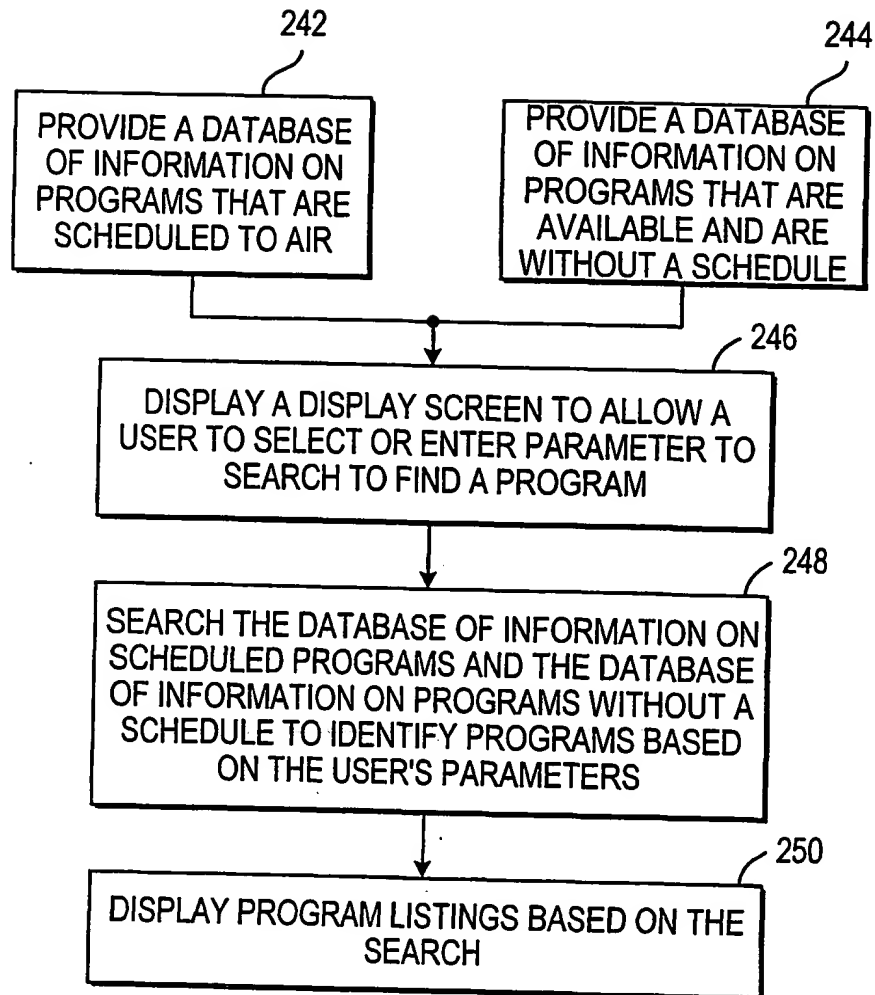 242
PROVIDE A DATABASE
OF INFORMATION ON
PROGRAMS THAT ARE
SCHEDULED TO AIR
244
PROVIDE A DATABASE
OF INFORMATION ON
PROGRAMS THAT ARE
AVAILABLE AND ARE
WITHOUT A SCHEDULE
246
DISPLAY A DISPLAY SCREEN TO ALLOW A
USER TO SELECT OR ENTER PARAMETER TO
SEARCH TO FIND A PROGRAM
248
SEARCH THE DATABASE OF INFORMATION ON
SCHEDULED PROGRAMS AND THE DATABASE
OF INFORMATION ON PROGRAMS WITHOUT A
SCHEDULE TO IDENTIFY PROGRAMS BASED
ON THE USER'S PARAMETERS
250
DISPLAY PROGRAM LISTINGS BASED ON THE
SEARCH